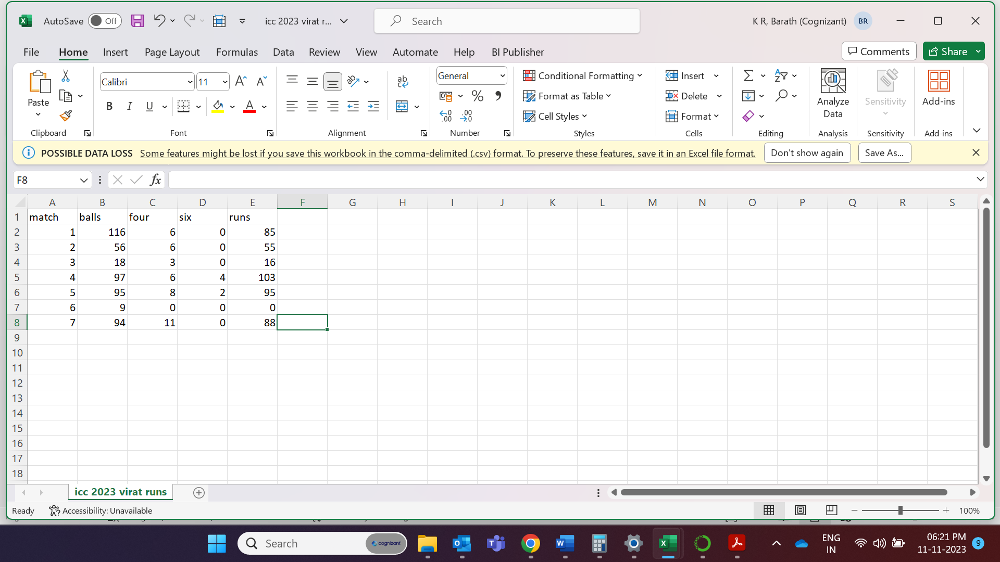 AutoSave Off icc 2023 virat r... Search K R, Barath (Cognizant) BR
File Home Insert Page Layout Formulas Data Review View Automate Help BI Publisher Comments Share
Paste Calibri 11 B I U A General Conditional Formatting Format as Table Cell Styles Insert Delete Format Analyze Data Sensitivity Add-ins
Clipboard Font Alignment Number Styles Cells Editing Analysis Sensitivity Add-ins
POSSIBLE DATA LOSS Some features might be lost if you save this workbook in the comma-delimited (.csv) format. To preserve these features, save it in an Excel file format. Don't show again Save As...
F8 fx
A B C D E F G H I J K L M N O P Q R S
1 match balls four six runs
2 1 116 6 0 85
3 2 56 6 0 55
4 3 18 3 0 16
5 4 97 6 4 103
6 5 95 8 2 95
7 6 9 0 0 0
8 7 94 11 0 88
9
10
11
12
13
14
15
16
17
18
icc 2023 virat runs
Ready Accessibility: Unavailable 100%
Search cognizant ENG IN 06:21 PM 11-11-2023 9